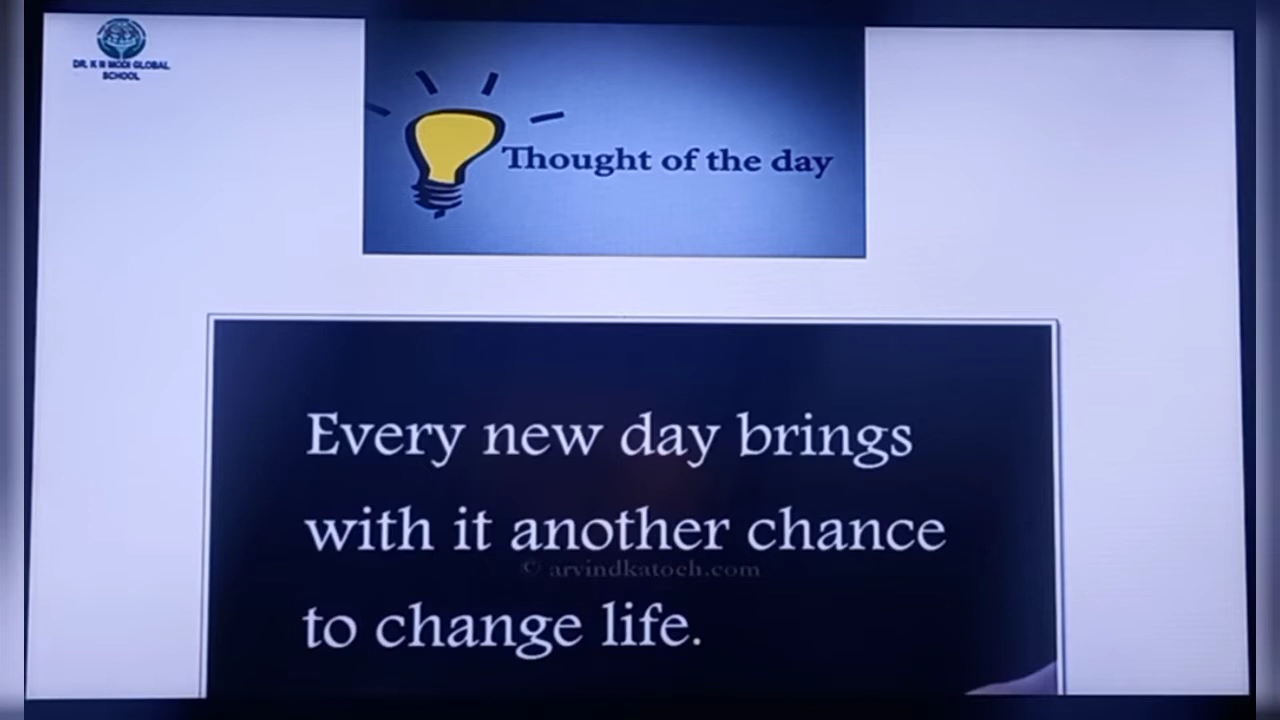 DR. K N MODI GLOBAL
SCHOOL
Thought of the day
Every new day brings
with it another chance
© arvindkatoch.com
to change life.